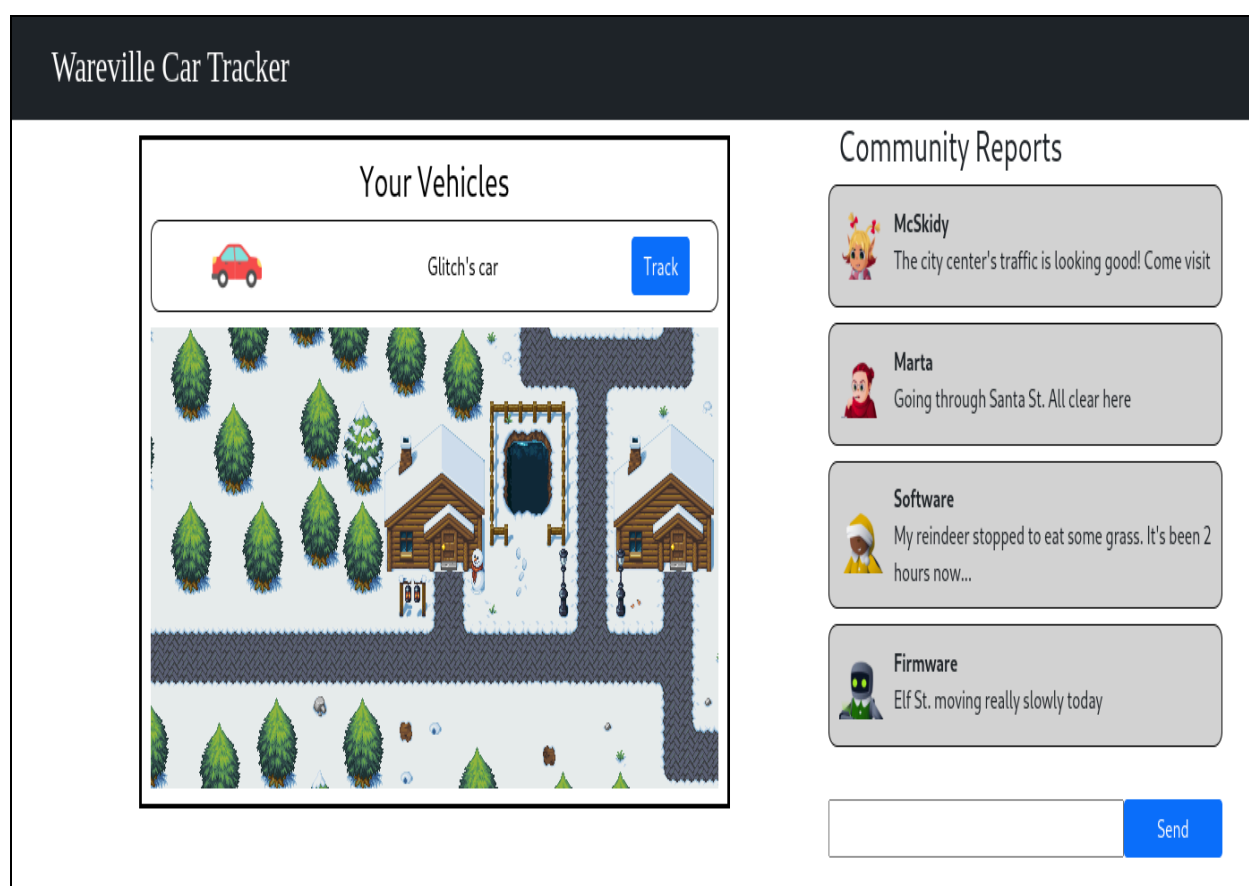 Wareville Car Tracker
Your Vehicles
Glitch's car
Track
Community Reports
McSkidy
The city center's traffic is looking good! Come visit
Marta
Going through Santa St. All clear here
Software
My reindeer stopped to eat some grass. It's been 2
hours now...
Firmware
Elf St. moving really slowly today
Send